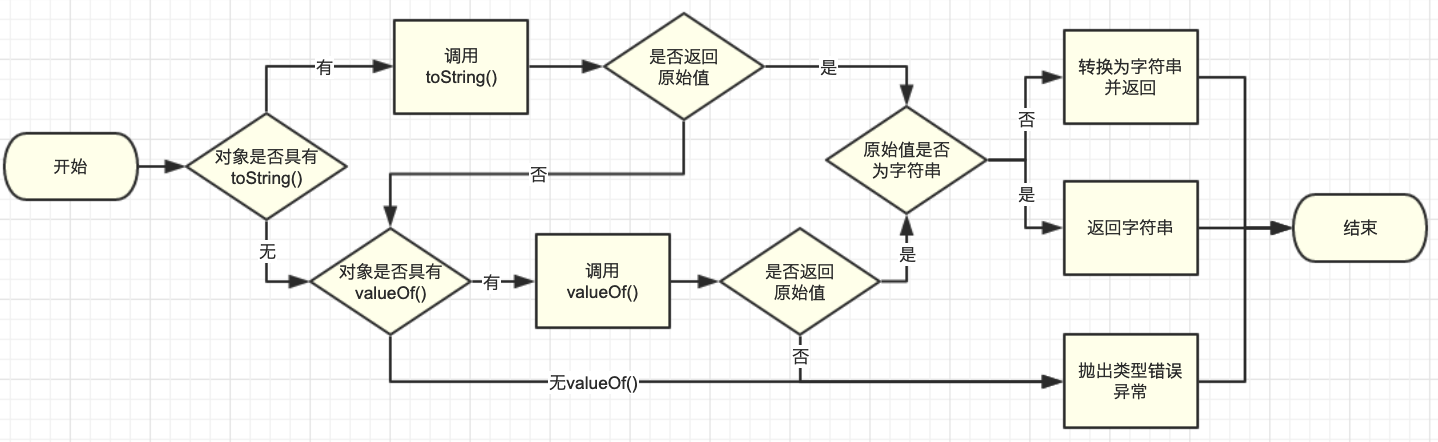 开始
对象是否具有
toString()
有
调用
toString()
是否返回
原始值
是
否
无
对象是否具有
valueOf()
有
调用
valueOf()
是否返回
原始值
是
否
无valueOf()
原始值是否
为字符串
否
是
转换为字符串
并返回
返回字符串
抛出类型错误
异常
结束